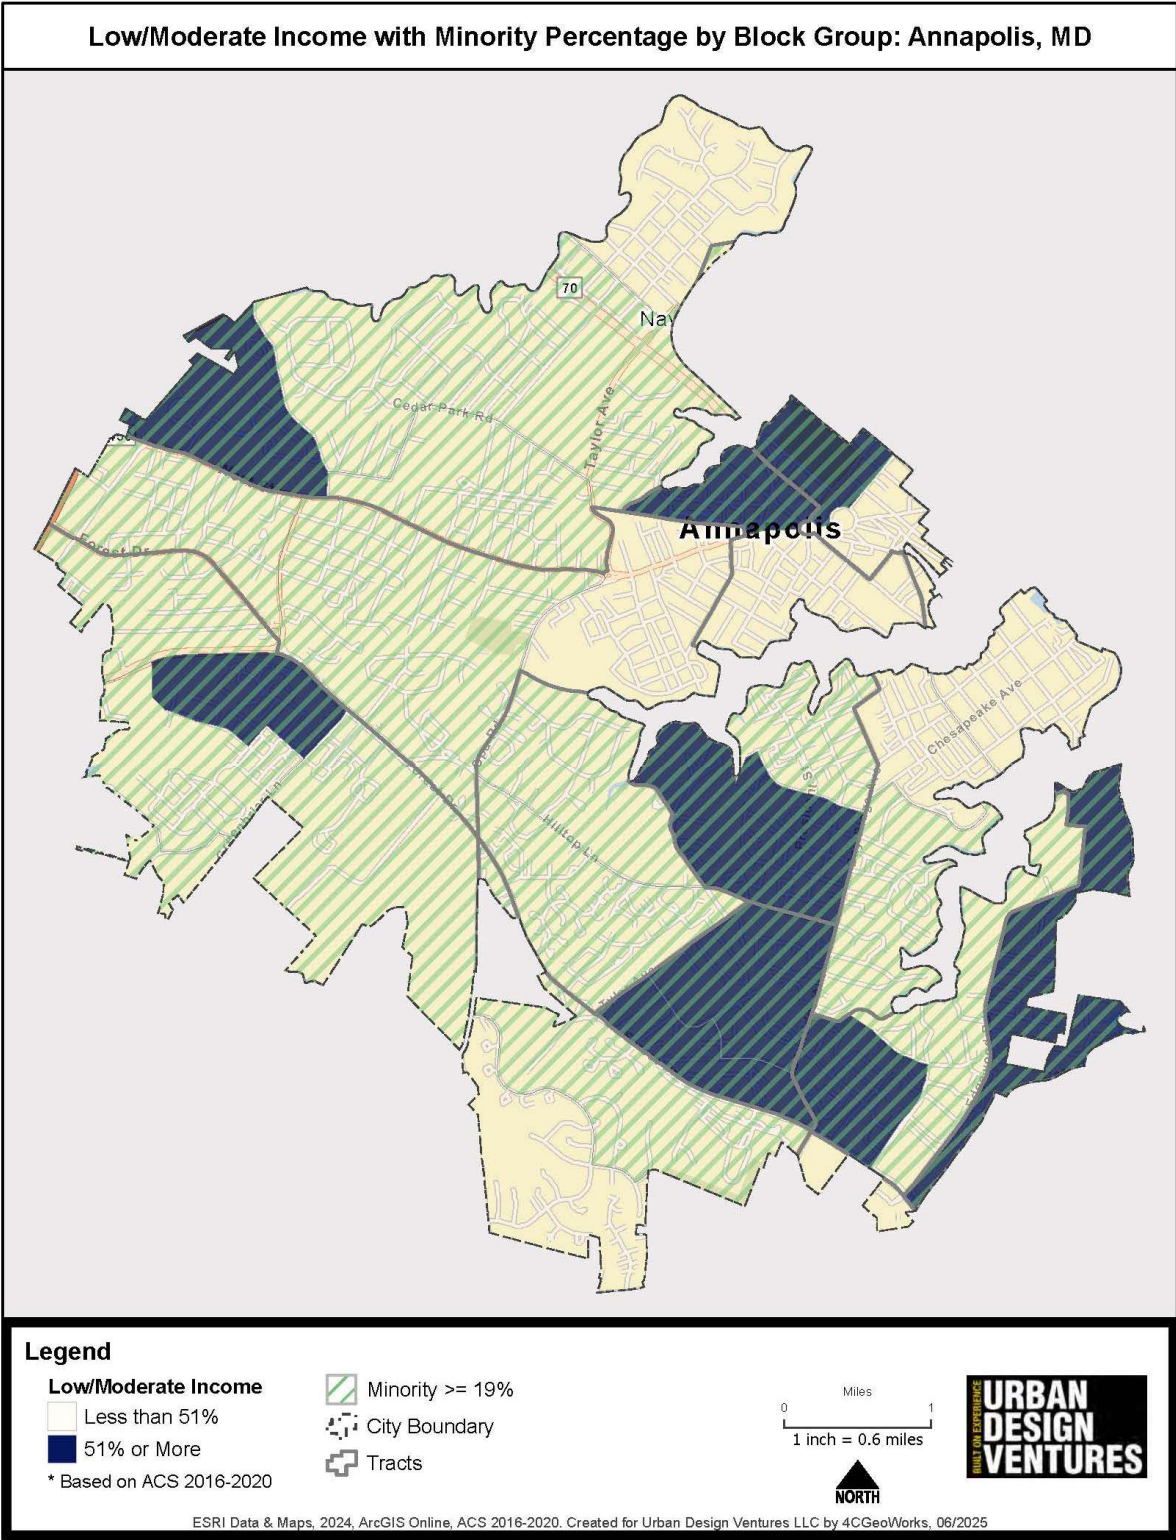 Low/Moderate Income with Minority Percentage by Block Group: Annapolis, MD
70
Nav
Cedar Park Rd
Taylor Ave
Annapolis
Forest Dr
Chesapeake Ave
Spa Rd
Hilltop Ln
Legend
Low/Moderate Income
Less than 51%
51% or More
* Based on ACS 2016-2020
Minority >= 19%
City Boundary
Tracts
Miles
0 1
1 inch = 0.6 miles
NORTH
BUILT ON EXPERIENCE
URBAN
DESIGN
VENTURES
ESRI Data & Maps, 2024, ArcGIS Online, ACS 2016-2020. Created for Urban Design Ventures LLC by 4CGeoWorks, 06/2025